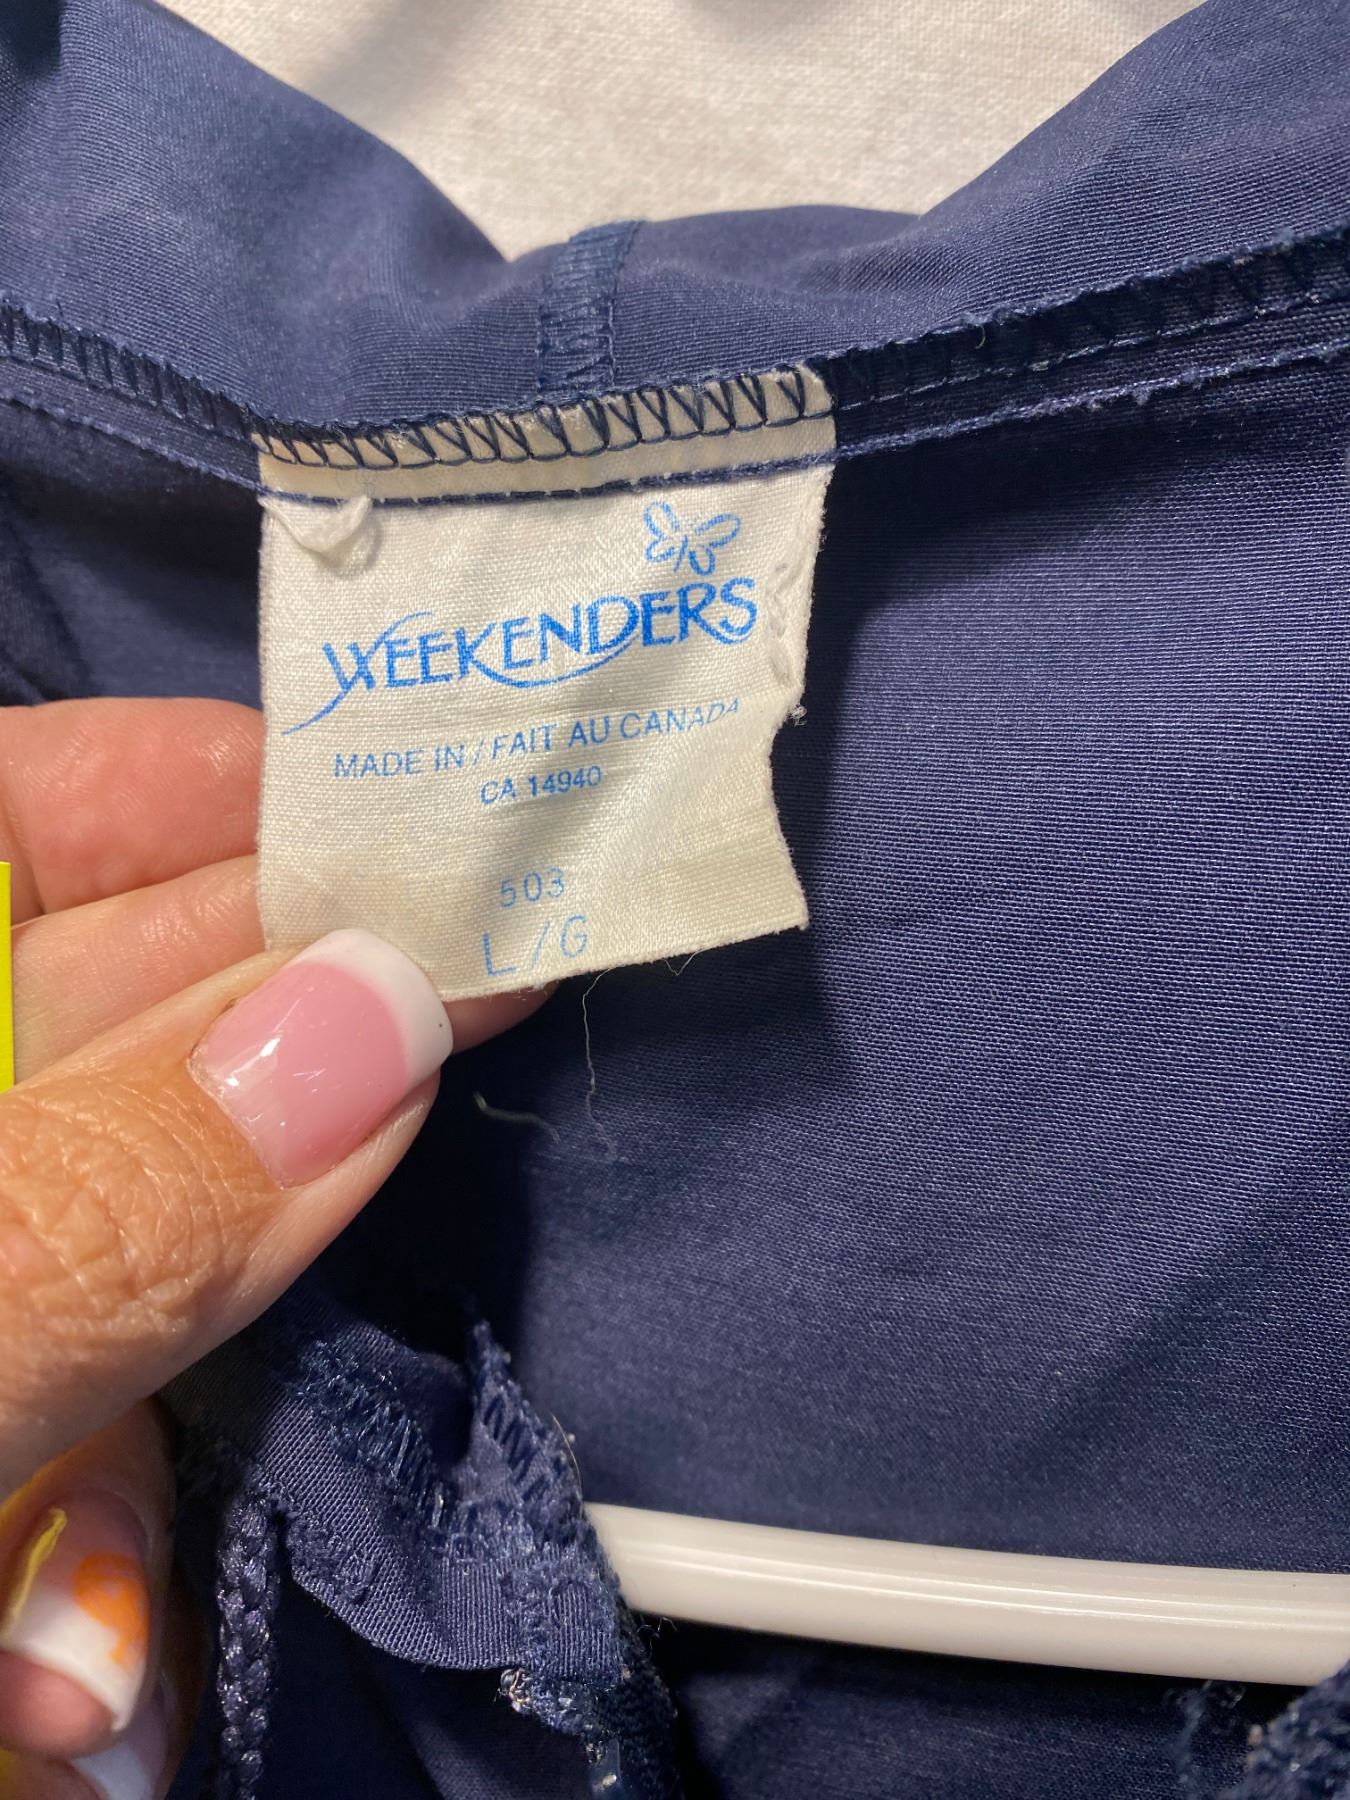 WEEKENDERS
MADE IN / FAIT AU CANADA
CA 14940
503
L/G